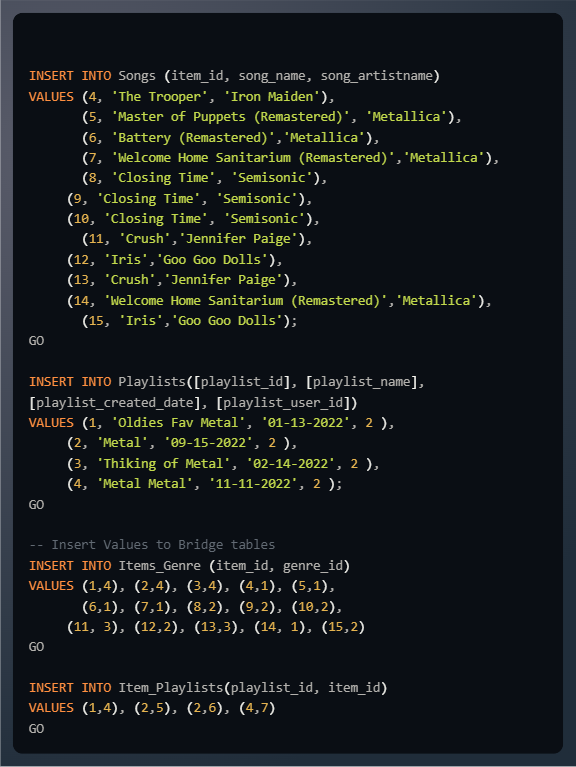 INSERT INTO Songs (item_id, song_name, song_artistname)
VALUES (4, 'The Trooper', 'Iron Maiden'),
       (5, 'Master of Puppets (Remastered)', 'Metallica'),
       (6, 'Battery (Remastered)','Metallica'),
       (7, 'Welcome Home Sanitarium (Remastered)','Metallica'),
       (8, 'Closing Time', 'Semisonic'),
     (9, 'Closing Time', 'Semisonic'),
     (10, 'Closing Time', 'Semisonic'),
       (11, 'Crush','Jennifer Paige'),
     (12, 'Iris','Goo Goo Dolls'),
     (13, 'Crush','Jennifer Paige'),
     (14, 'Welcome Home Sanitarium (Remastered)','Metallica'),
       (15, 'Iris','Goo Goo Dolls');
GO
INSERT INTO Playlists([playlist_id], [playlist_name],
[playlist_created_date], [playlist_user_id])
VALUES (1, 'Oldies Fav Metal', '01-13-2022', 2 ),
     (2, 'Metal', '09-15-2022', 2 ),
     (3, 'Thiking of Metal', '02-14-2022', 2 ),
     (4, 'Metal Metal', '11-11-2022', 2 );
GO
-- Insert Values to Bridge tables
INSERT INTO Items_Genre (item_id, genre_id)
VALUES (1,4), (2,4), (3,4), (4,1), (5,1),
       (6,1), (7,1), (8,2), (9,2), (10,2),
     (11, 3), (12,2), (13,3), (14, 1), (15,2)
GO
INSERT INTO Item_Playlists(playlist_id, item_id)
VALUES (1,4), (2,5), (2,6), (4,7)
GO